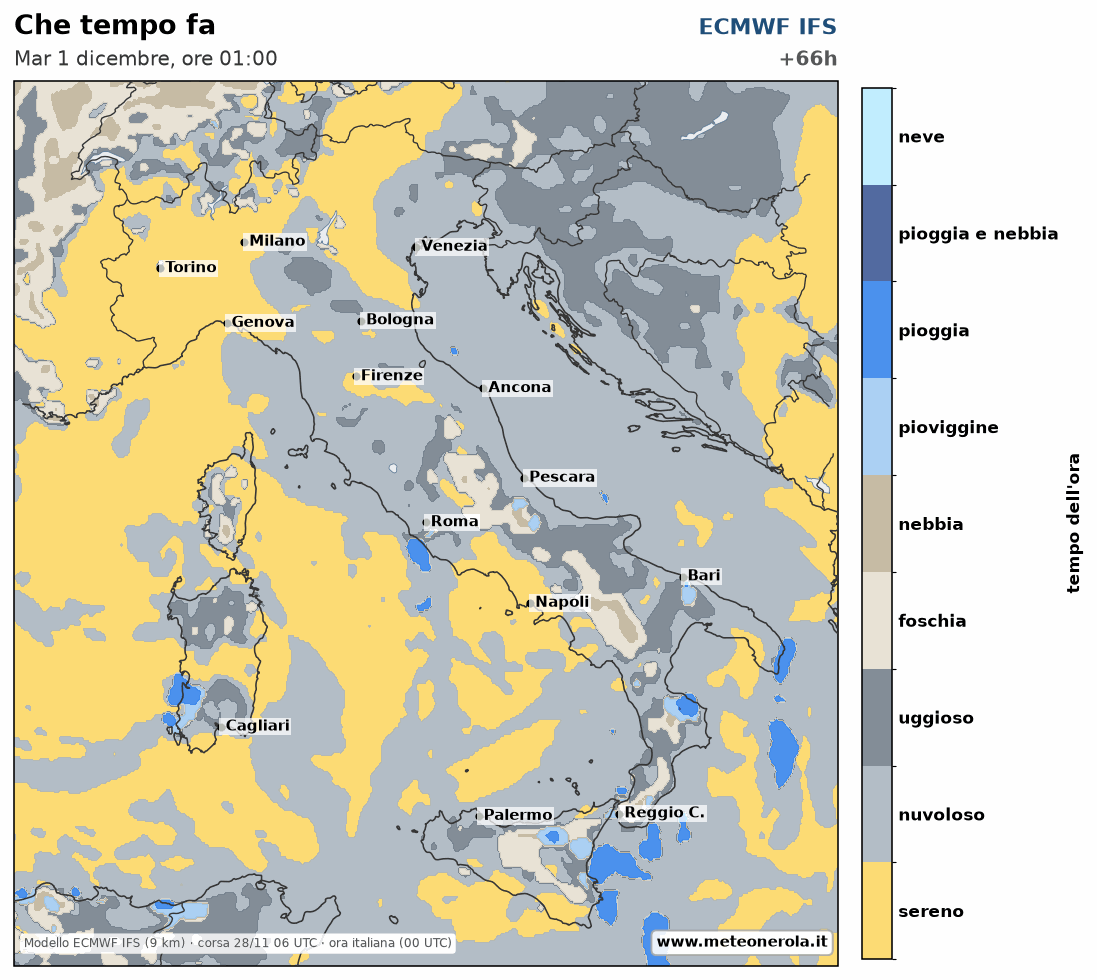 Che tempo fa
ECMWF IFS
Mar 1 dicembre, ore 01:00
+66h
neve
pioggia e nebbia
pioggia
pioviggine
nebbia
foschia
uggioso
nuvoloso
sereno
tempo dell'ora
Milano
Venezia
Torino
Genova
Bologna
Firenze
Ancona
Pescara
Roma
Bari
Napoli
Cagliari
Palermo
Reggio C.
Modello ECMWF IFS (9 km) · corsa 28/11 06 UTC · ora italiana (00 UTC)
www.meteonerola.it